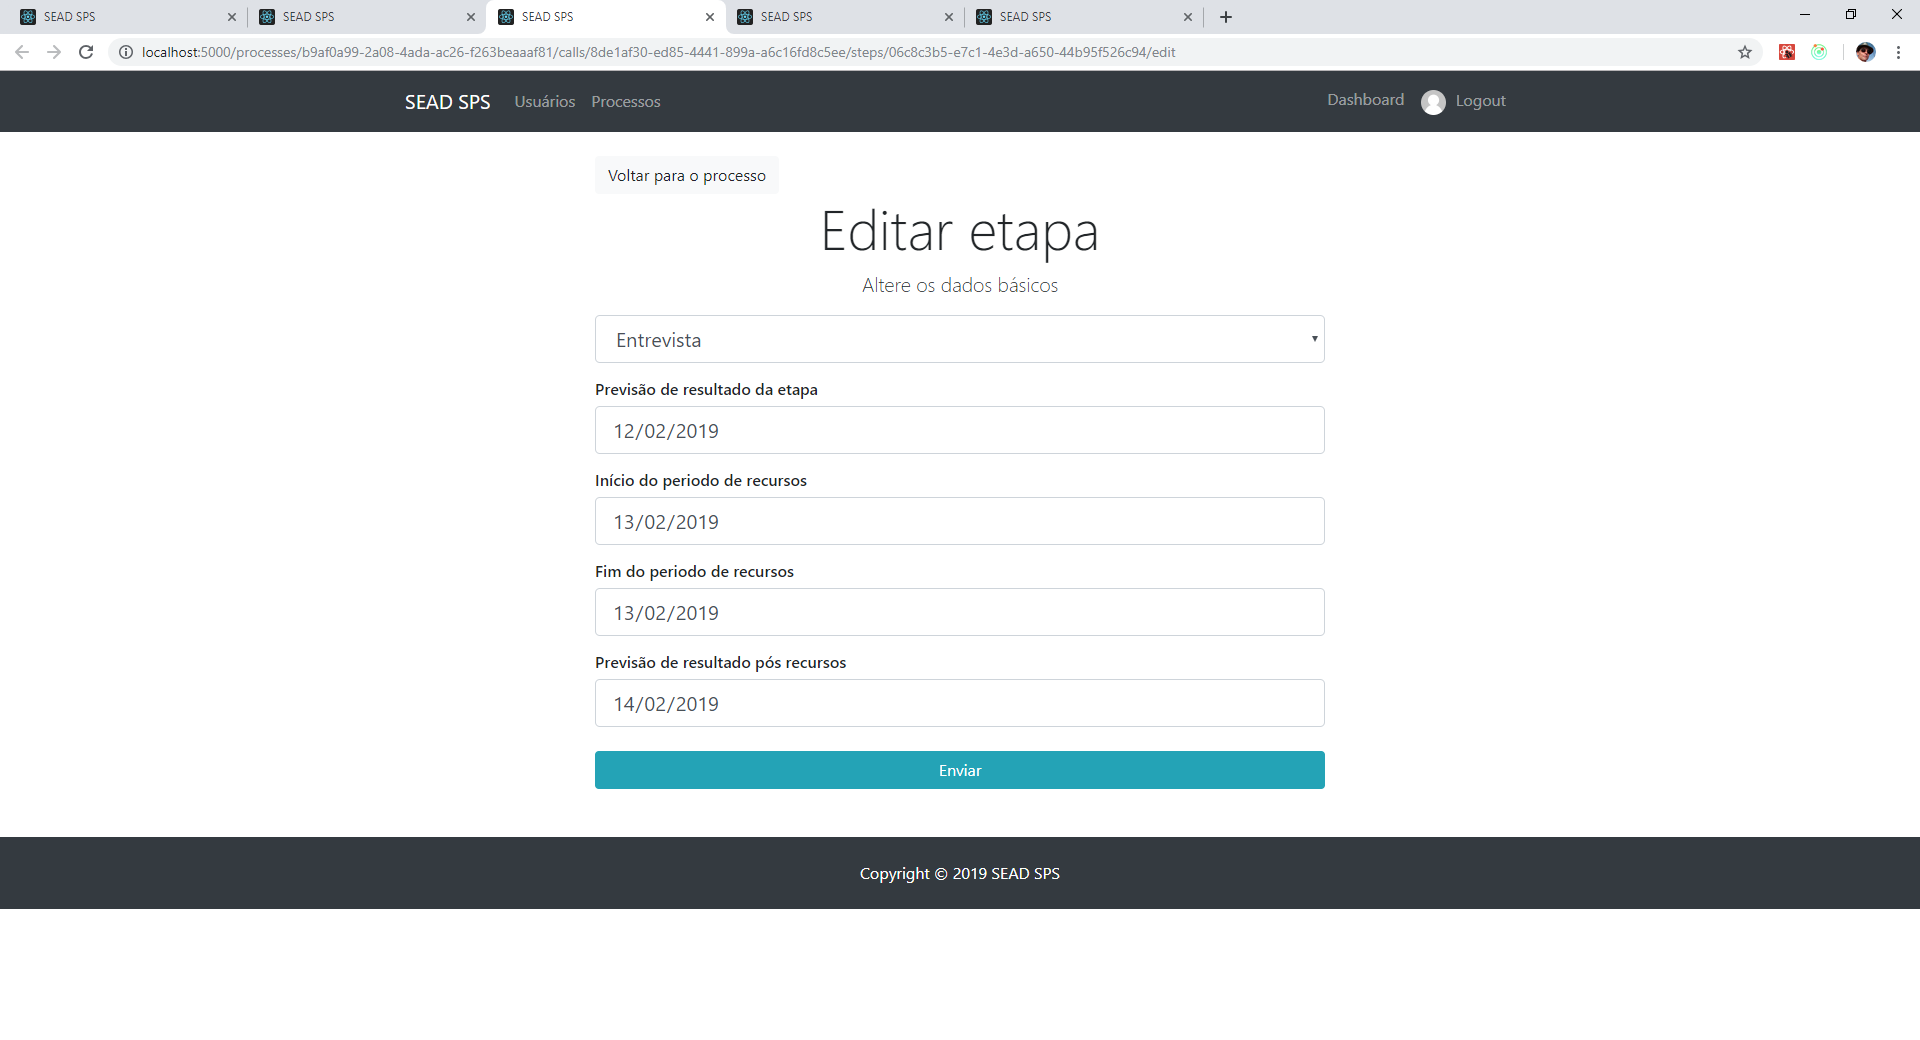 SEAD SPS
SEAD SPS
SEAD SPS
SEAD SPS
SEAD SPS
localhost:5000/processes/b9af0a99-2a08-4ada-ac26-f263beaaaf81/calls/8de1af30-ed85-4441-899a-a6c16fd8c5ee/steps/06c8c3b5-e7c1-4e3d-a650-44b95f526c94/edit
SEAD SPS Usuários Processos Dashboard Logout
Voltar para o processo
Editar etapa
Altere os dados básicos
Entrevista
Previsão de resultado da etapa
12/02/2019
Início do periodo de recursos
13/02/2019
Fim do periodo de recursos
13/02/2019
Previsão de resultado pós recursos
14/02/2019
Enviar
Copyright © 2019 SEAD SPS